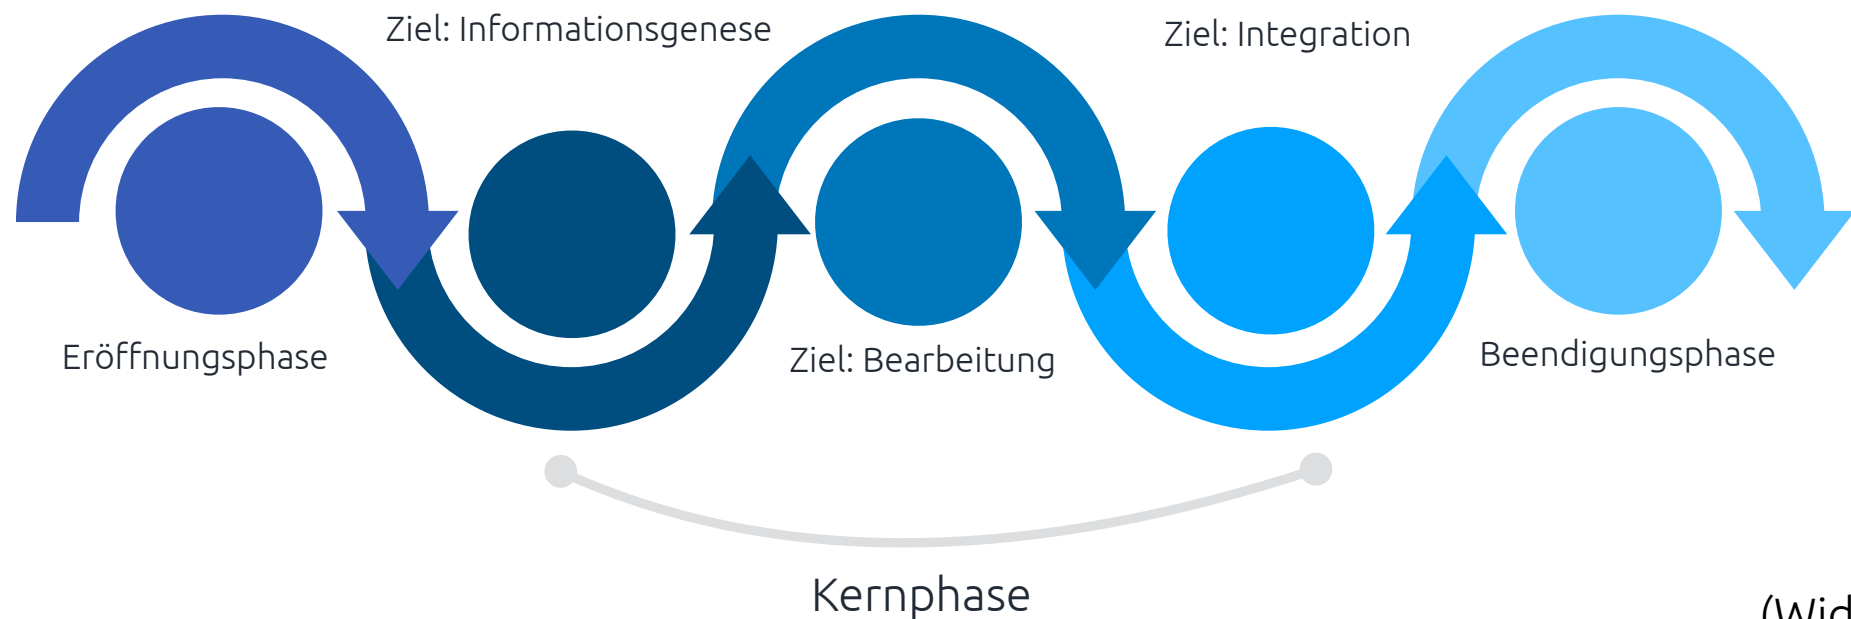 Ziel: Informationsgenese
Ziel: Integration
Eröffnungsphase
Ziel: Bearbeitung
Beendigungsphase
Kernphase